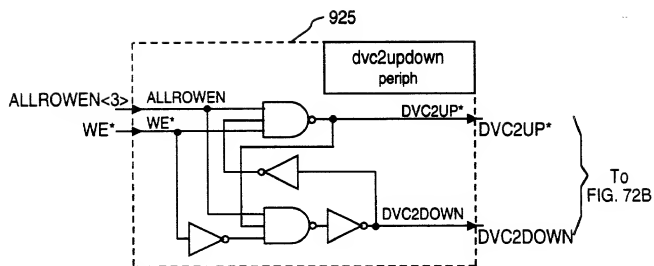 925
dvc2updown
periph
ALLROWEN<3>
ALLROWEN
WE*
WE*
DVC2UP*
DVC2UP*
To
FIG. 72B
DVC2DOWN
DVC2DOWN